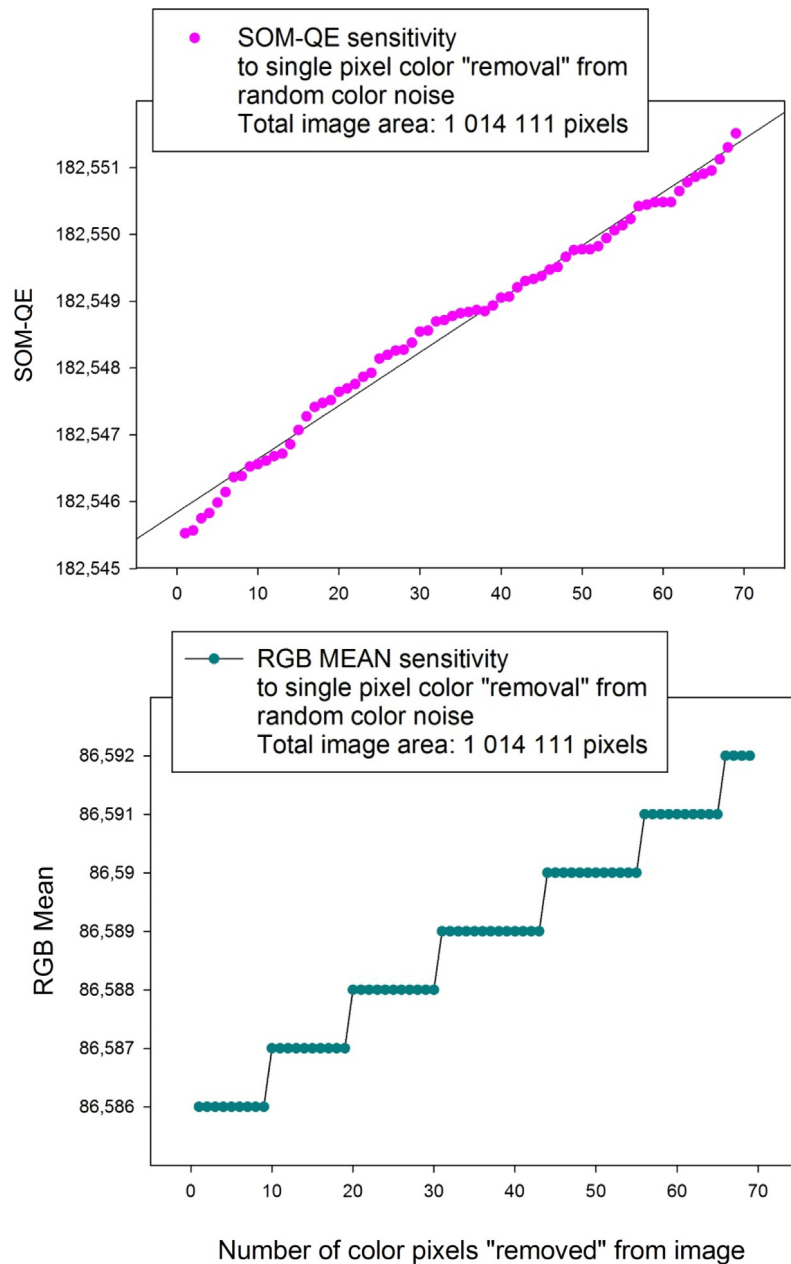 SOM-QE sensitivity
to single pixel color "removal" from
random color noise
Total image area: 1 014 111 pixels
SOM-QE
182,551
182,550
182,549
182,548
182,547
182,546
182,545
0 10 20 30 40 50 60 70
RGB MEAN sensitivity
to single pixel color "removal" from
random color noise
Total image area: 1 014 111 pixels
RGB Mean
86,592
86,591
86,59
86,589
86,588
86,587
86,586
0 10 20 30 40 50 60 70
Number of color pixels "removed" from image